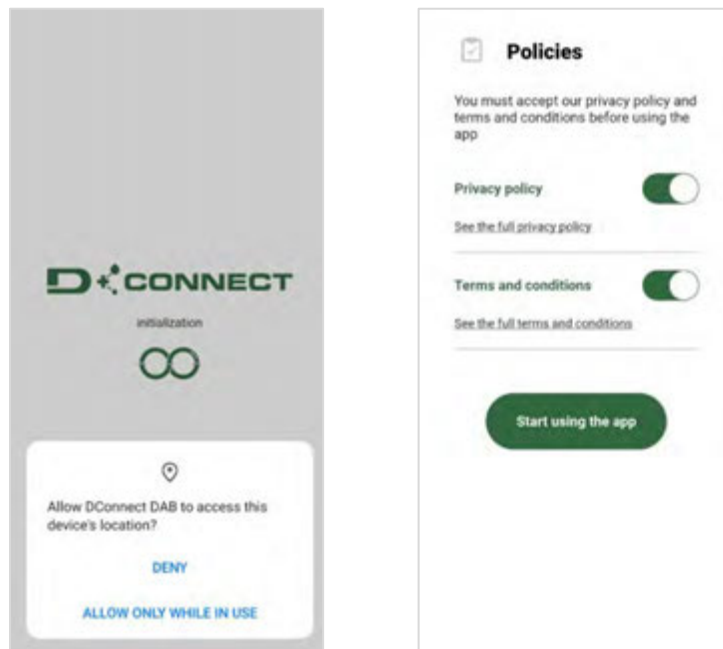 D+CONNECT
initialization
Allow DConnect DAB to access this
device's location?
DENY
ALLOW ONLY WHILE IN USE
Policies
You must accept our privacy policy and
terms and conditions before using the
app
Privacy policy
See the full privacy policy
Terms and conditions
See the full terms and conditions
Start using the app